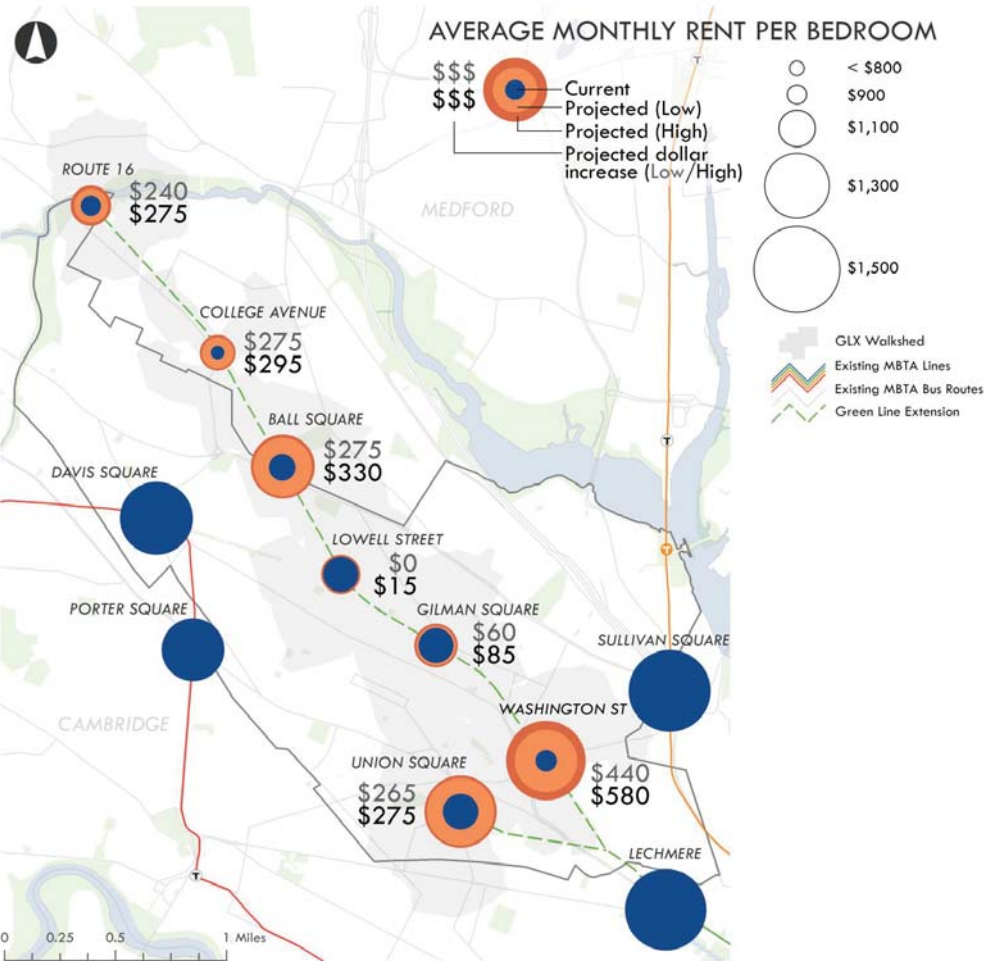 AVERAGE MONTHLY RENT PER BEDROOM
$$$
$$$
Current
Projected (Low)
Projected (High)
Projected dollar
increase (Low/High)
< $800
$900
$1,100
$1,300
$1,500
GLX Walkshed
Existing MBTA Lines
Existing MBTA Bus Routes
Green Line Extension
T
MEDFORD
ROUTE 16
$240
$275
COLLEGE AVENUE
$275
$295
BALL SQUARE
$275
$330
T
DAVIS SQUARE
LOWELL STREET
$0
$15
T
PORTER SQUARE
GILMAN SQUARE
$60
$85
SULLIVAN SQUARE
CAMBRIDGE
WASHINGTON ST
$440
$580
UNION SQUARE
$265
$275
LECHMERE
T
0 0.25 0.5 1 Miles